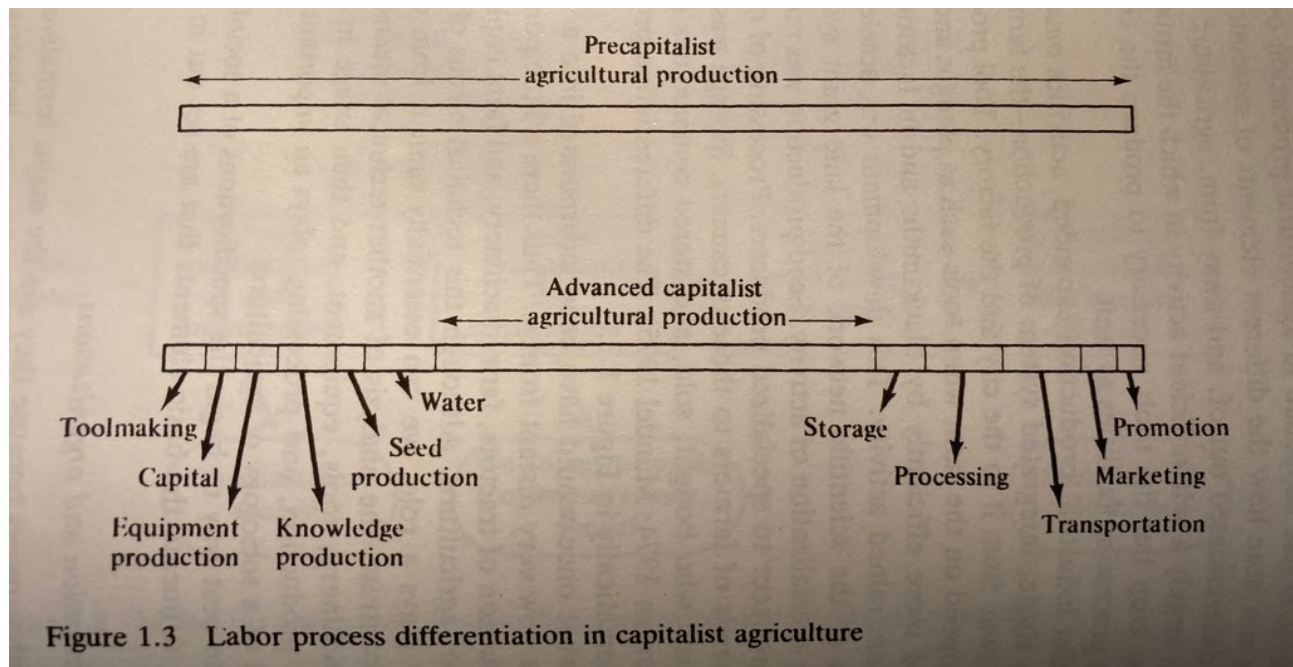 Precapitalist
agricultural production
Advanced capitalist
agricultural production
Toolmaking
Capital
Equipment
production
Knowledge
production
Seed
production
Water
Storage
Processing
Transportation
Marketing
Promotion
Figure 1.3 Labor process differentiation in capitalist agriculture